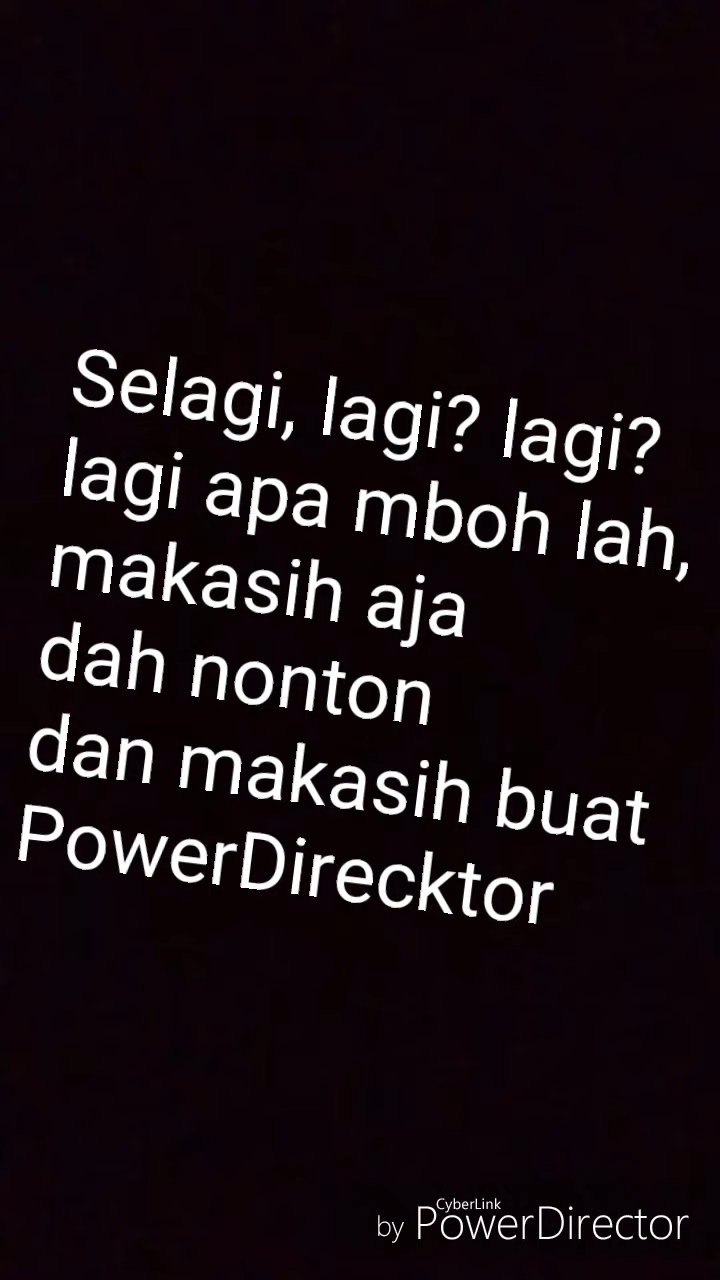 Selagi, lagi? lagi?
lagi apa mboh lah,
makasih aja
dah nonton
dan makasih buat
PowerDirecktor
CyberLink
by PowerDirector